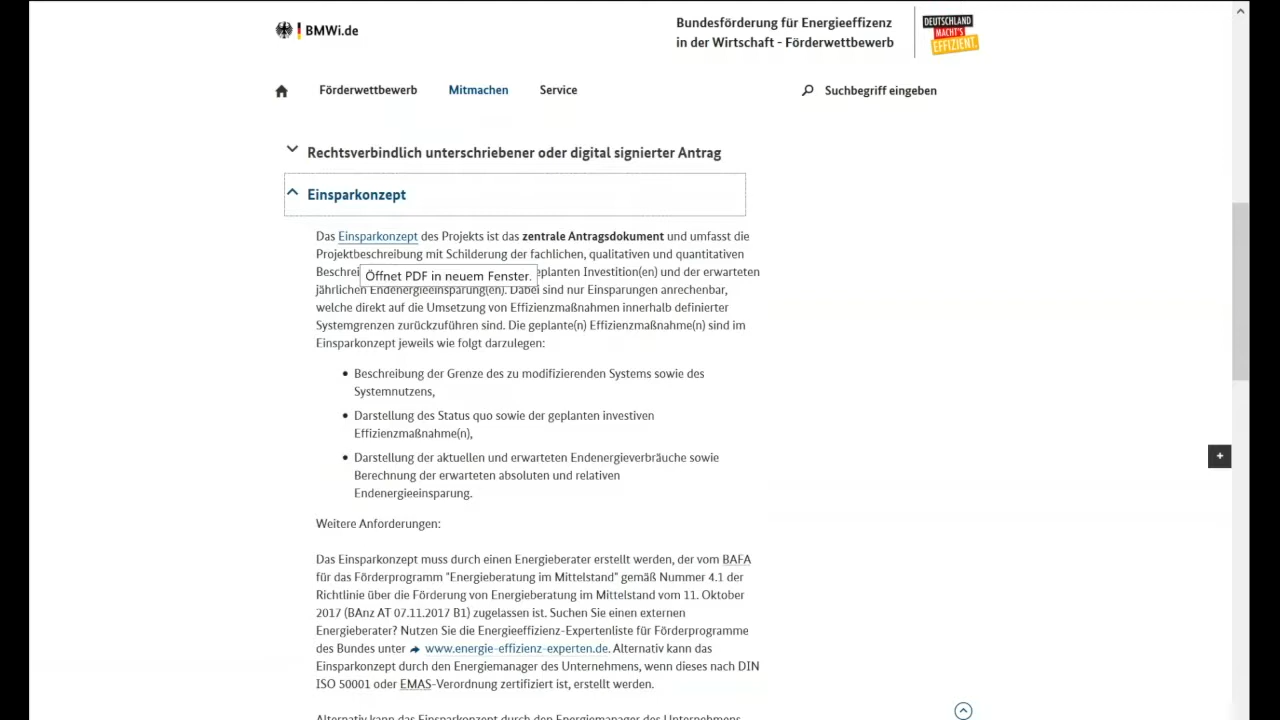 BMWi.de
Bundesförderung für Energieeffizenz
in der Wirtschaft - Förderwettbewerb
DEUTSCHLAND
MACHT'S
EFFIZIENT.
Förderwettbewerb
Mitmachen
Service
Suchbegriff eingeben
Rechtsverbindlich unterschriebener oder digital signierter Antrag
Einsparkonzept
Das Einsparkonzept des Projekts ist das zentrale Antragsdokument und umfasst die
Projektbeschreibung mit Schilderung der fachlichen, qualitativen und quantitativen
Beschrei
Öffnet PDF in neuem Fenster.
eplanten Investition(en) und der erwarteten
jährlichen Endenergieeinsparung(en). Dabei sind nur Einsparungen anrechenbar,
welche direkt auf die Umsetzung von Effizienzmaßnahmen innerhalb definierter
Systemgrenzen zurückzuführen sind. Die geplante(n) Effizienzmaßnahme(n) sind im
Einsparkonzept jeweils wie folgt darzulegen:
• Beschreibung der Grenze des zu modifizierenden Systems sowie des
Systemnutzens,
• Darstellung des Status quo sowie der geplanten investiven
Effizienzmaßnahme(n),
• Darstellung der aktuellen und erwarteten Endenergieverbräuche sowie
Berechnung der erwarteten absoluten und relativen
Endenergieeinsparung.
Weitere Anforderungen:
Das Einsparkonzept muss durch einen Energieberater erstellt werden, der vom BAFA
für das Förderprogramm "Energieberatung im Mittelstand" gemäß Nummer 4.1 der
Richtlinie über die Förderung von Energieberatung im Mittelstand vom 11. Oktober
2017 (BAnz AT 07.11.2017 B1) zugelassen ist. Suchen Sie einen externen
Energieberater? Nutzen Sie die Energieeffizienz-Expertenliste für Förderprogramme
des Bundes unter www.energie-effizienz-experten.de. Alternativ kann das
Einsparkonzept durch den Energiemanager des Unternehmens, wenn dieses nach DIN
ISO 50001 oder EMAS-Verordnung zertifiziert ist, erstellt werden.
Alternativ kann das Einsparkonzept durch den Energiemanager des Unternehmens,